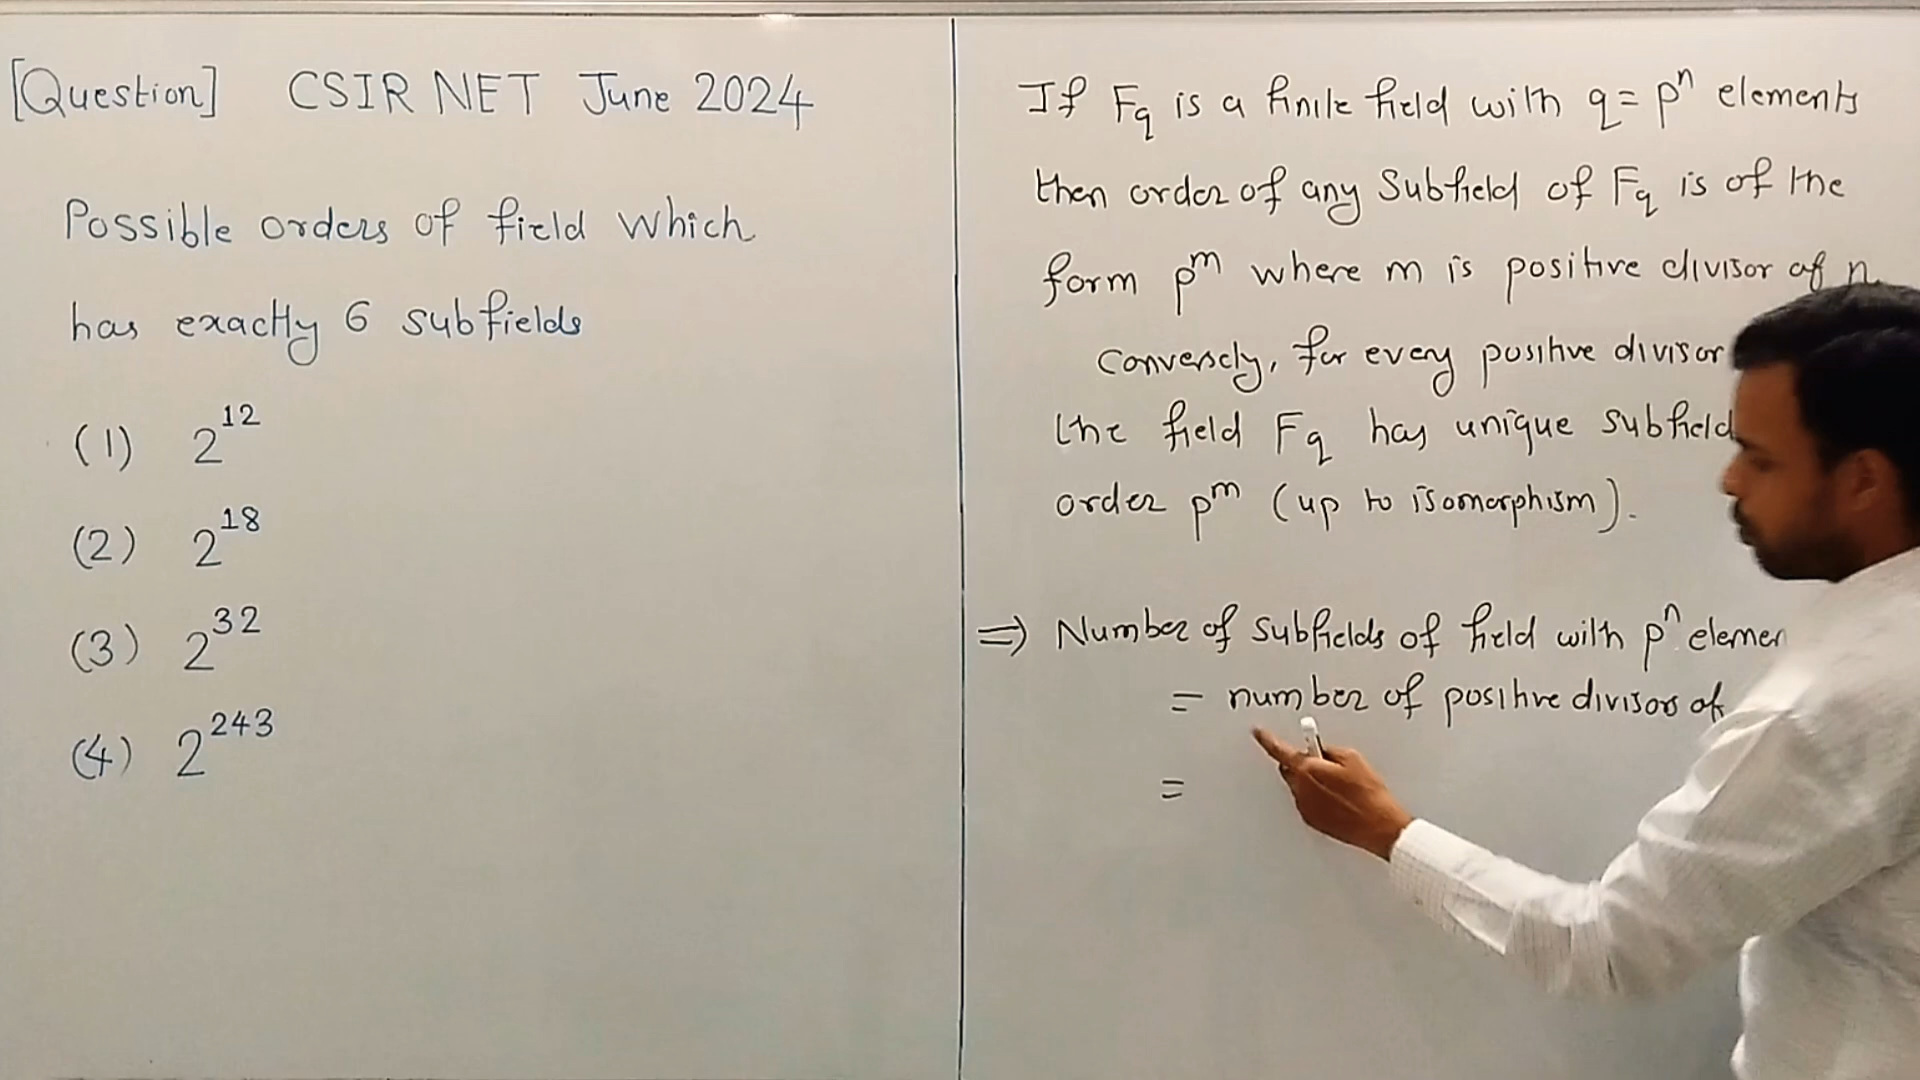 [Question] CSIR NET June 2024
Possible orders of field which
has exactly 6 subfields
(1) 2^12
(2) 2^18
(3) 2^32
(4) 2^243
If F_q is a finite field with q = p^n elements
then order of any Subfield of F_q is of the
form p^m where m is positive divisor of n
Conversely, for every positive divisor
the field F_q has unique subfield
order p^m (up to isomorphism).
⇒ Number of Subfields of field with p^n elemen
= number of positive divisors of
=